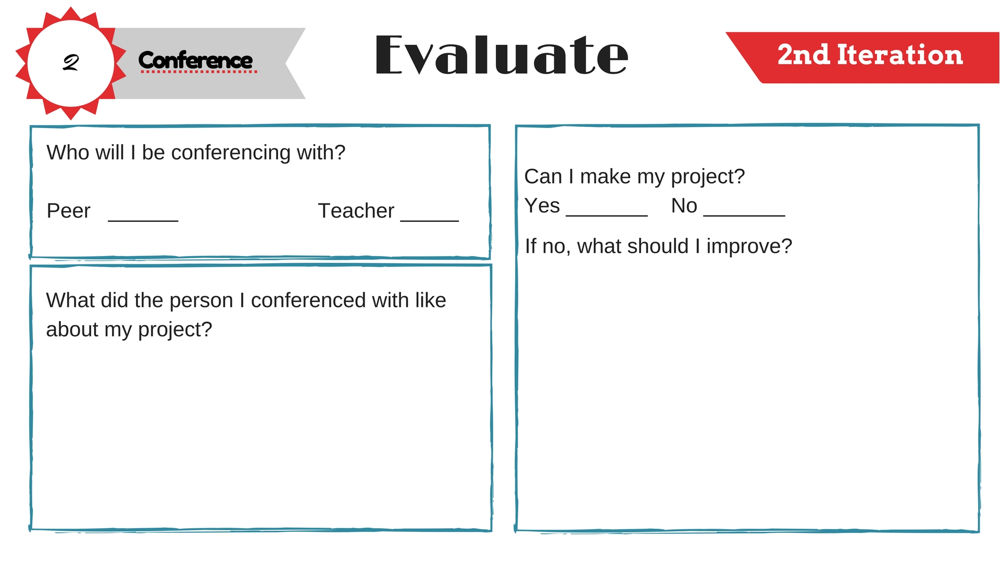 2
Conference
Evaluate
2nd Iteration
Who will I be conferencing with?
Peer ______ Teacher _____
What did the person I conferenced with like
about my project?
Can I make my project?
Yes _______ No _______
If no, what should I improve?